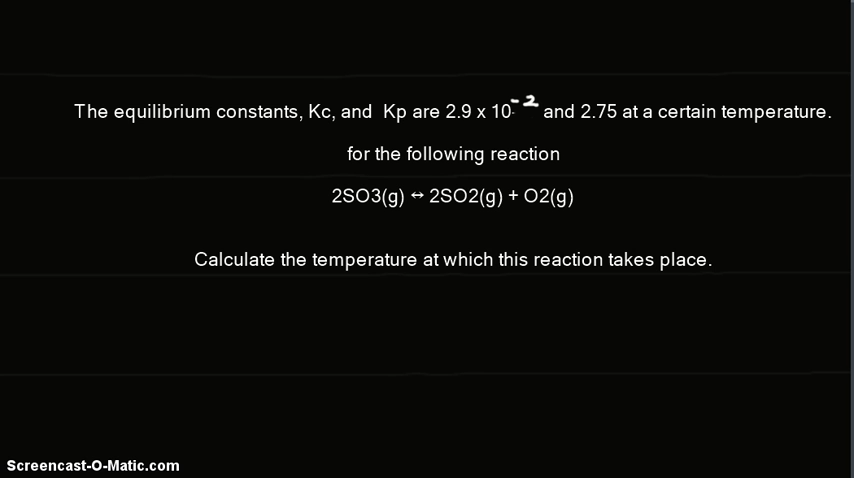 The equilibrium constants, Kc, and Kp are 2.9 x 10⁻² and 2.75 at a certain temperature.
for the following reaction
2SO3(g) ↔ 2SO2(g) + O2(g)
Calculate the temperature at which this reaction takes place.
Screencast-O-Matic.com